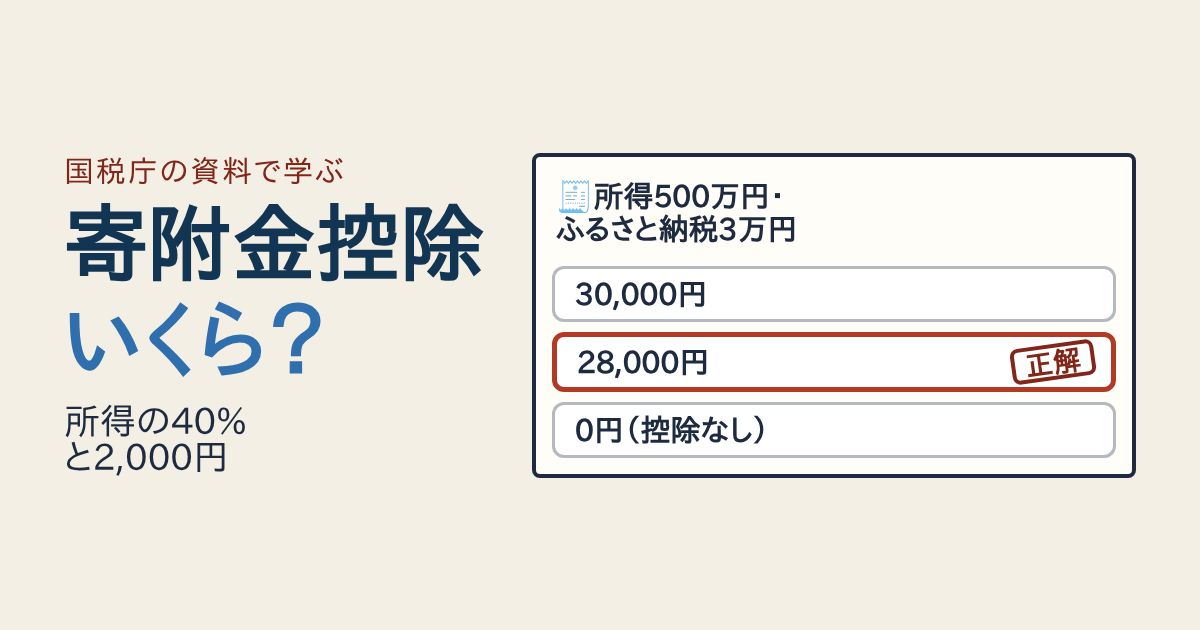 国税庁の資料で学ぶ
寄附金控除
いくら？
所得の40%
と2,000円
所得500万円・
ふるさと納税3万円
30,000円
28,000円
正解
0円（控除なし）